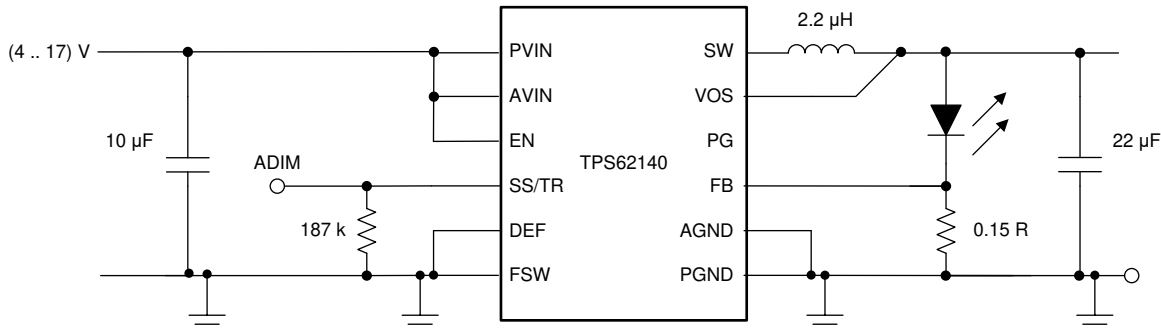 (4 .. 17) V
10 µF
ADIM
187 k
PVIN
AVIN
EN
SS/TR
DEF
FSW
TPS62140
SW
VOS
PG
FB
AGND
PGND
2.2 µH
0.15 R
22 µF